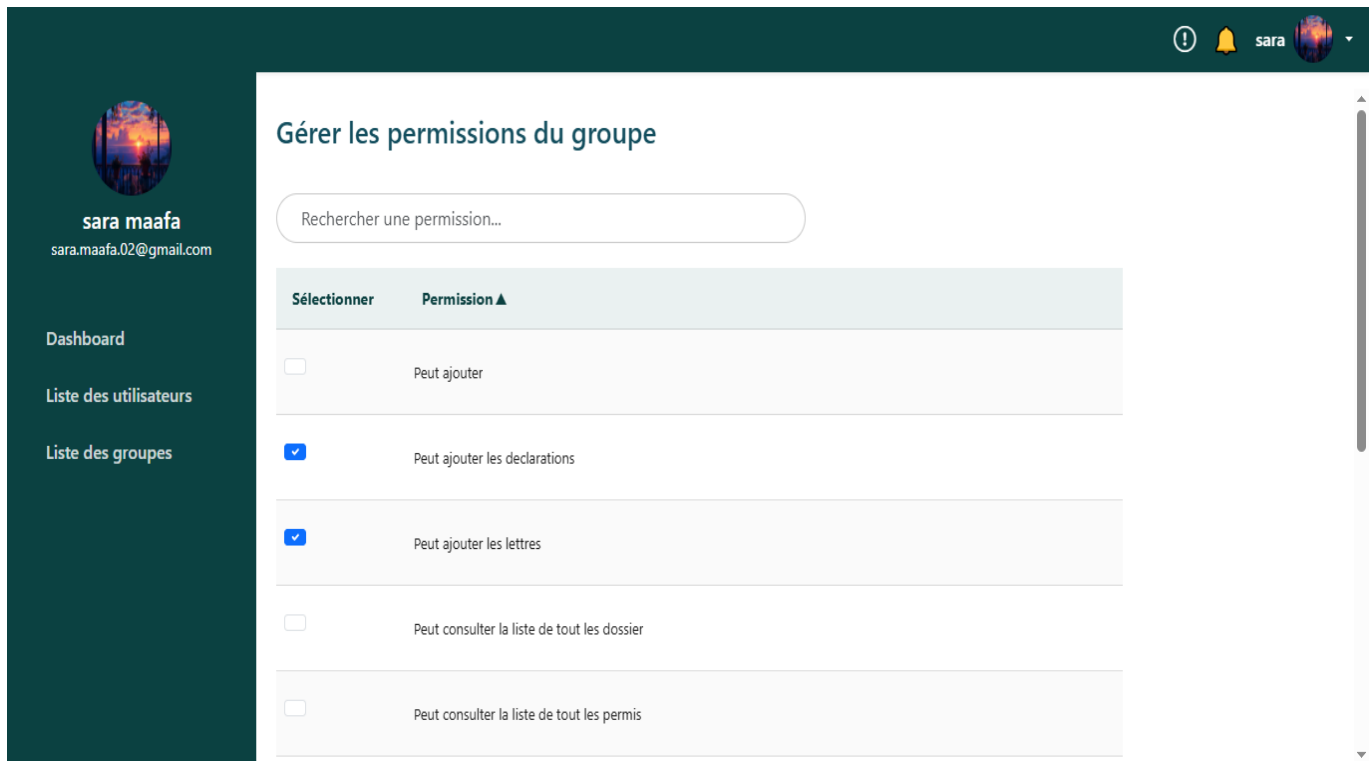 sara
sara maafa
sara.maafa.02@gmail.com
Dashboard
Liste des utilisateurs
Liste des groupes
Gérer les permissions du groupe
Rechercher une permission...
Sélectionner Permission▲
Peut ajouter
Peut ajouter les declarations
Peut ajouter les lettres
Peut consulter la liste de tout les dossier
Peut consulter la liste de tout les permis